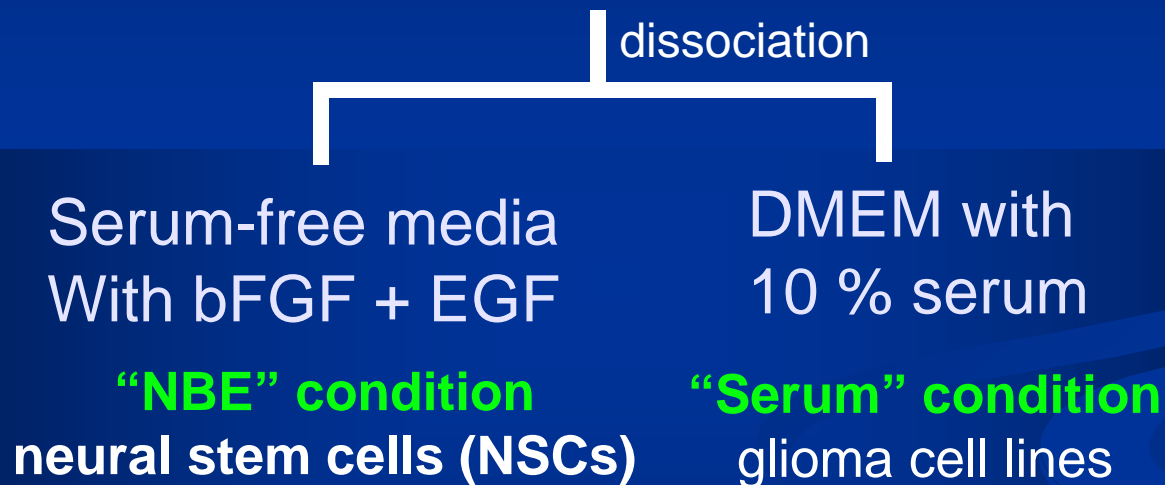 dissociation
Serum-free media
With bFGF + EGF
“NBE” condition
neural stem cells (NSCs)
DMEM with
10 % serum
“Serum” condition
glioma cell lines